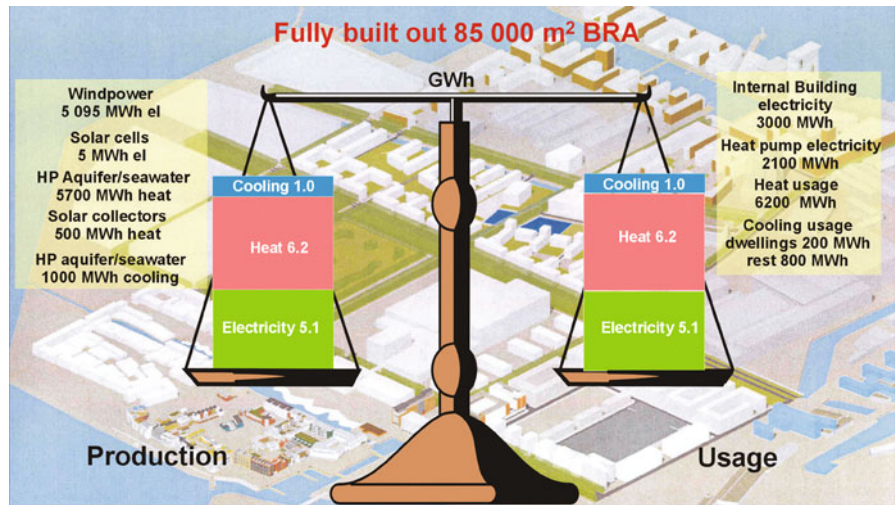 Fully built out 85 000 m² BRA
GWh
Windpower
5 095 MWh el
Solar cells
5 MWh el
HP Aquifer/seawater
5700 MWh heat
Solar collectors
500 MWh heat
HP aquifer/seawater
1000 MWh cooling
Cooling 1.0
Heat 6.2
Electricity 5.1
Production
Cooling 1.0
Heat 6.2
Electricity 5.1
Usage
Internal Building
electricity
3000 MWh
Heat pump electricity
2100 MWh
Heat usage
6200 MWh
Cooling usage
dwellings 200 MWh
rest 800 MWh